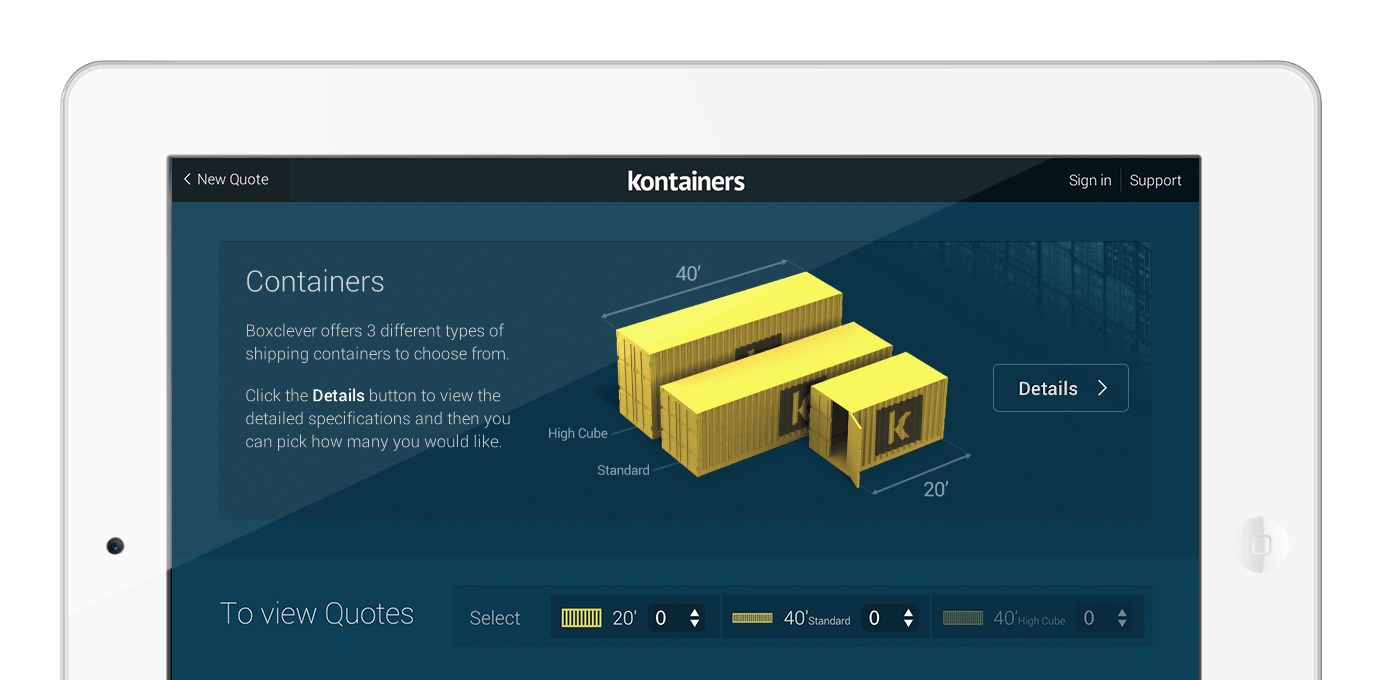 New Quote
kontainers
Sign in
Support
Containers
Boxclever offers 3 different types of
shipping containers to choose from.
Click the Details button to view the
detailed specifications and then you
can pick how many you would like.
40′
High Cube
Standard
20′
K
K
Details
To view Quotes
Select
20′ 0
40′Standard 0
40′High Cube 0